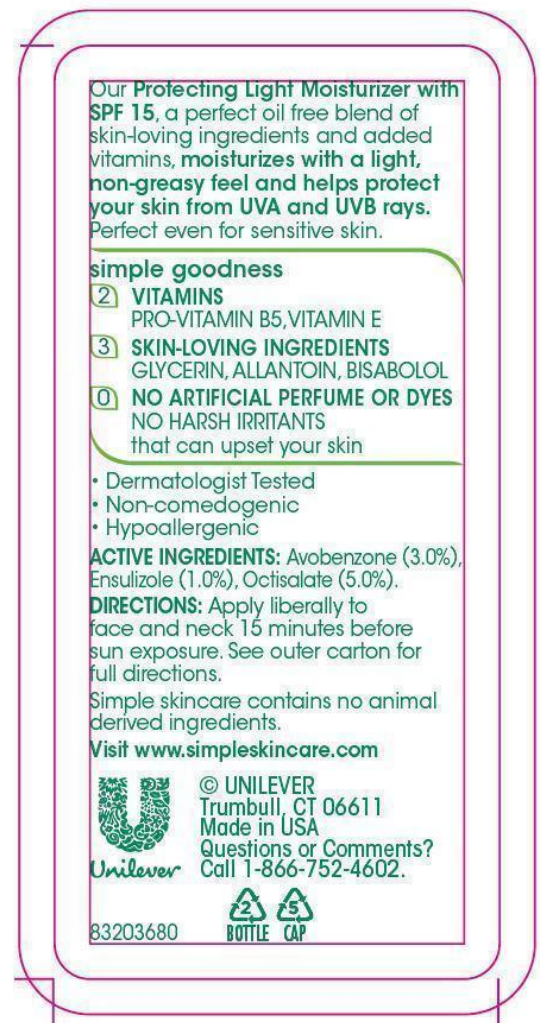 Our Protecting Light Moisturizer with
SPF 15, a perfect oil free blend of
skin-loving ingredients and added
vitamins, moisturizes with a light,
non-greasy feel and helps protect
your skin from UVA and UVB rays.
Perfect even for sensitive skin.
simple goodness
2 VITAMINS
PRO-VITAMIN B5,VITAMIN E
3 SKIN-LOVING INGREDIENTS
GLYCERIN, ALLANTOIN, BISABOLOL
0 NO ARTIFICIAL PERFUME OR DYES
NO HARSH IRRITANTS
that can upset your skin
• Dermatologist Tested
• Non-comedogenic
• Hypoallergenic
ACTIVE INGREDIENTS: Avobenzone (3.0%),
Ensulizole (1.0%), Octisalate (5.0%).
DIRECTIONS: Apply liberally to
face and neck 15 minutes before
sun exposure. See outer carton for
full directions.
Simple skincare contains no animal
derived ingredients.
Visit www.simpleskincare.com
© UNILEVER
Trumbull, CT 06611
Made in USA
Questions or Comments?
Call 1-866-752-4602.
Unilever
2 5
83203680 BOTTLE CAP